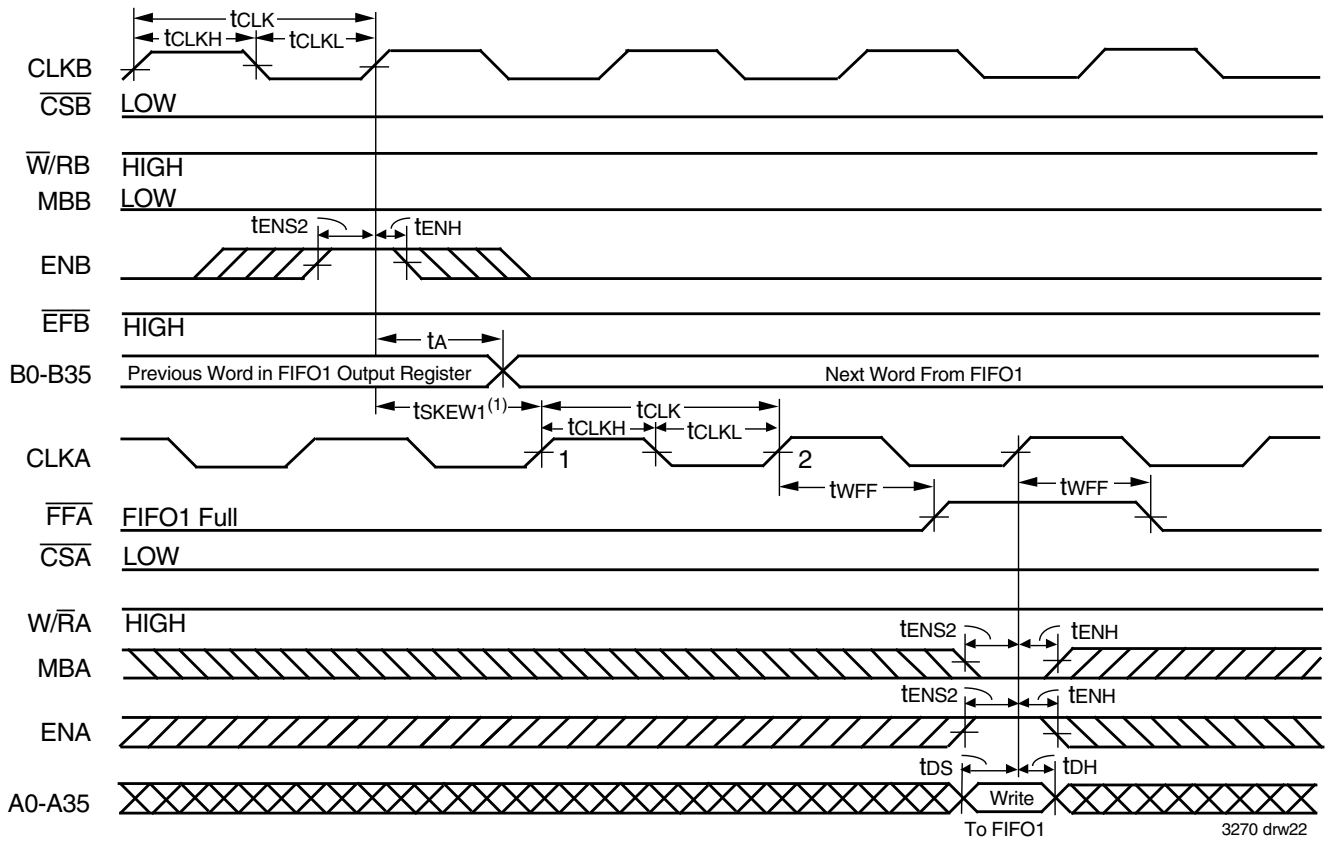 tCLK
tCLKH tCLKL
CLKB
CSB LOW
W/RB HIGH
MBB LOW
tENS2 tENH
ENB
EFB HIGH
tA
B0-B35 Previous Word in FIFO1 Output Register Next Word From FIFO1
tSKEW1(1) tCLK
tCLKH tCLKL
CLKA 1 2
tWFF tWFF
FFA FIFO1 Full
CSA LOW
W/RA HIGH
tENS2 tENH
MBA
tENS2 tENH
ENA
tDS tDH
A0-A35 Write
To FIFO1 3270 drw22